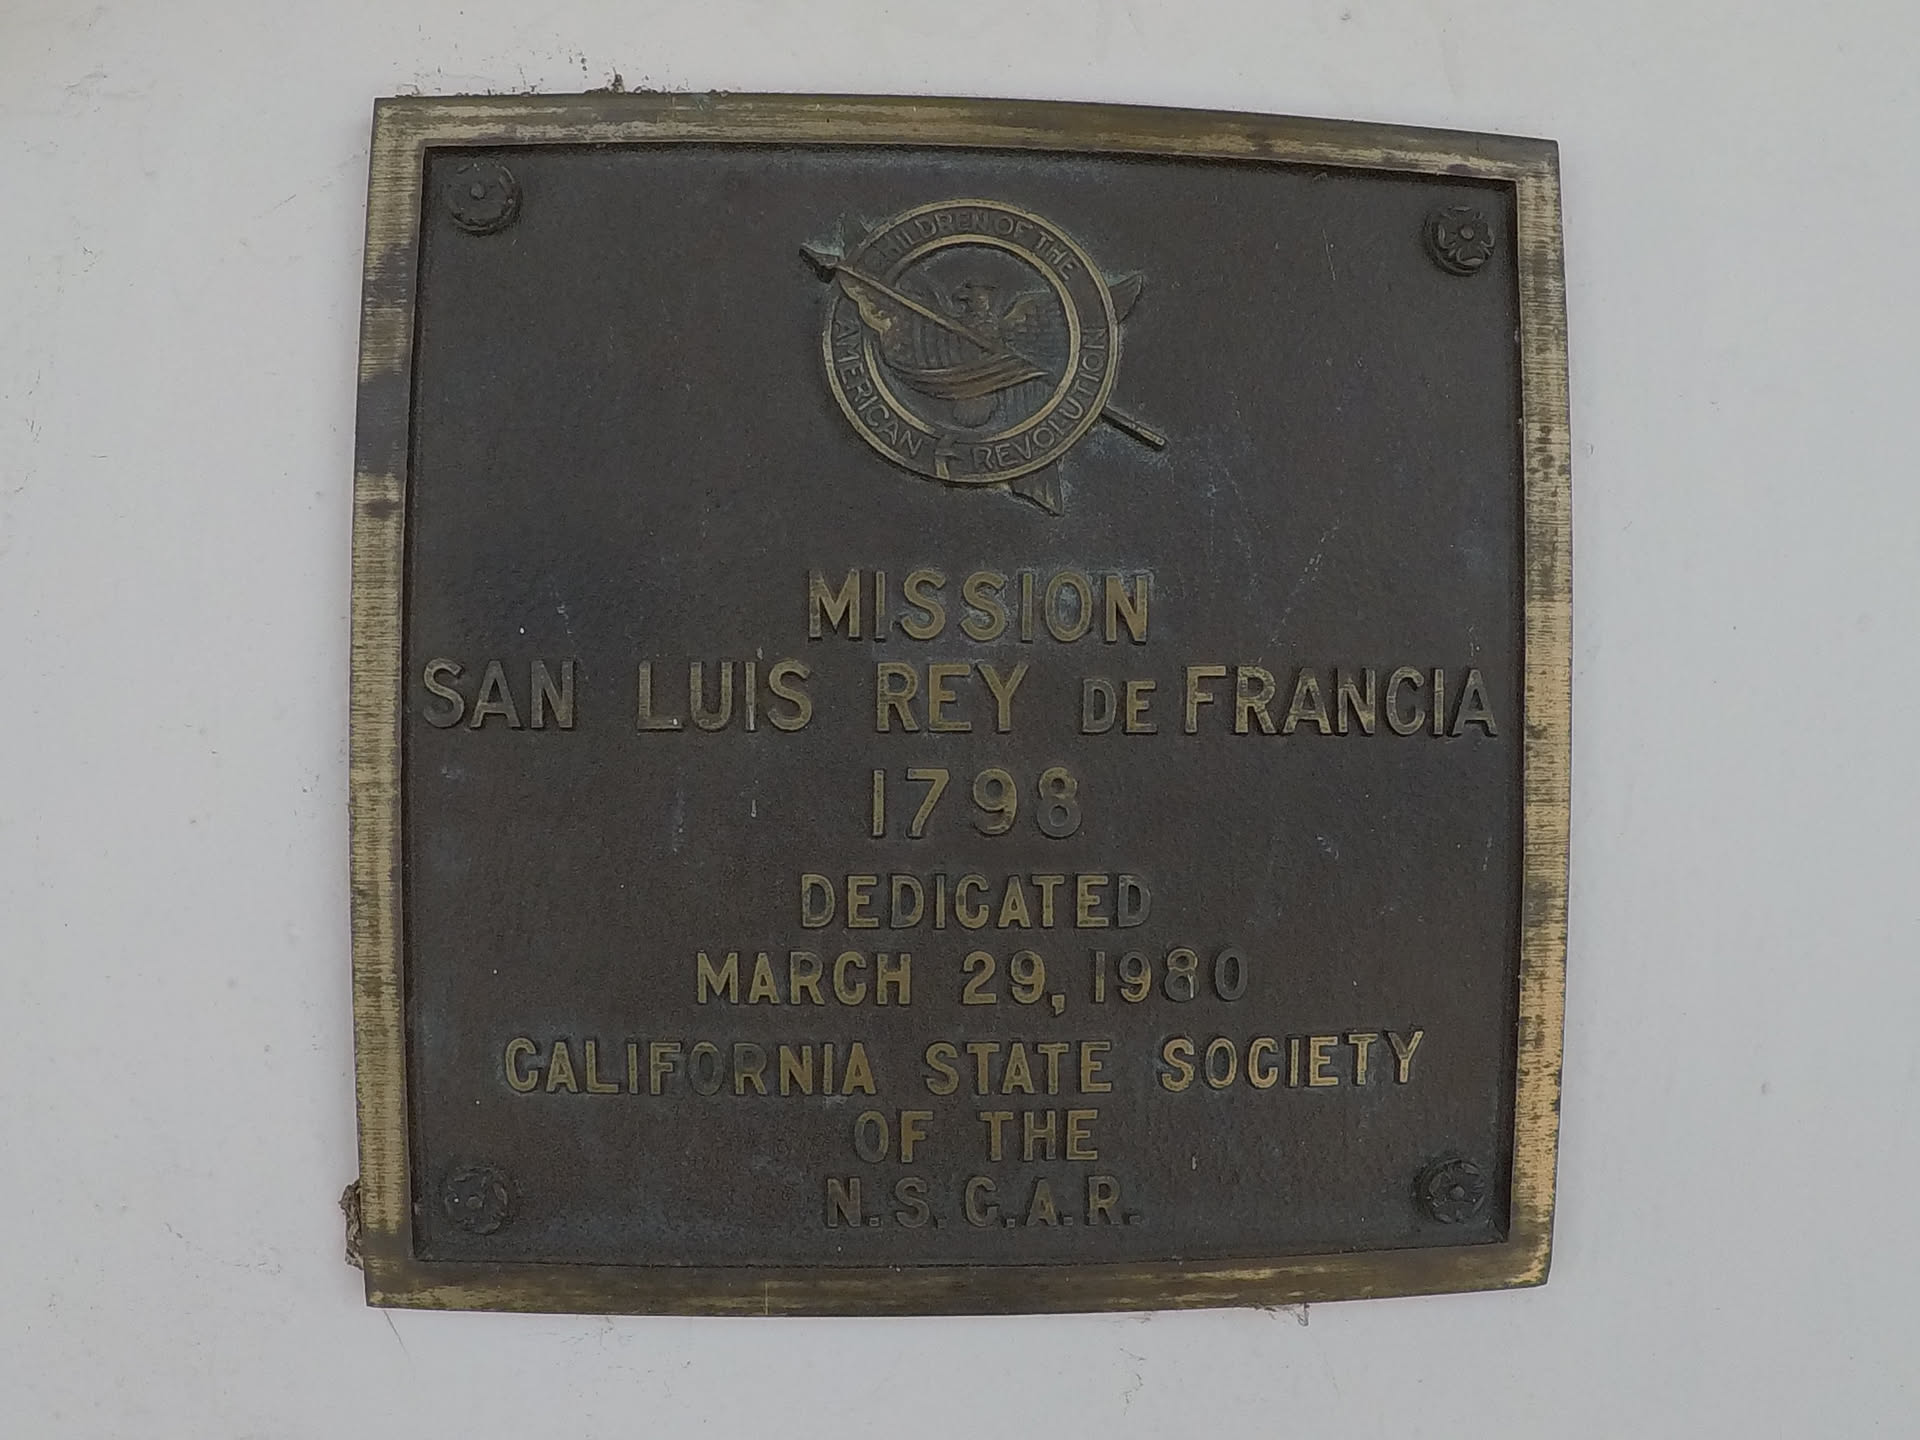 CHILDREN OF THE
AMERICAN REVOLUTION
MISSION
SAN LUIS REY DE FRANCIA
1798
DEDICATED
MARCH 29, 1980
CALIFORNIA STATE SOCIETY
OF THE
N.S.C.A.R.